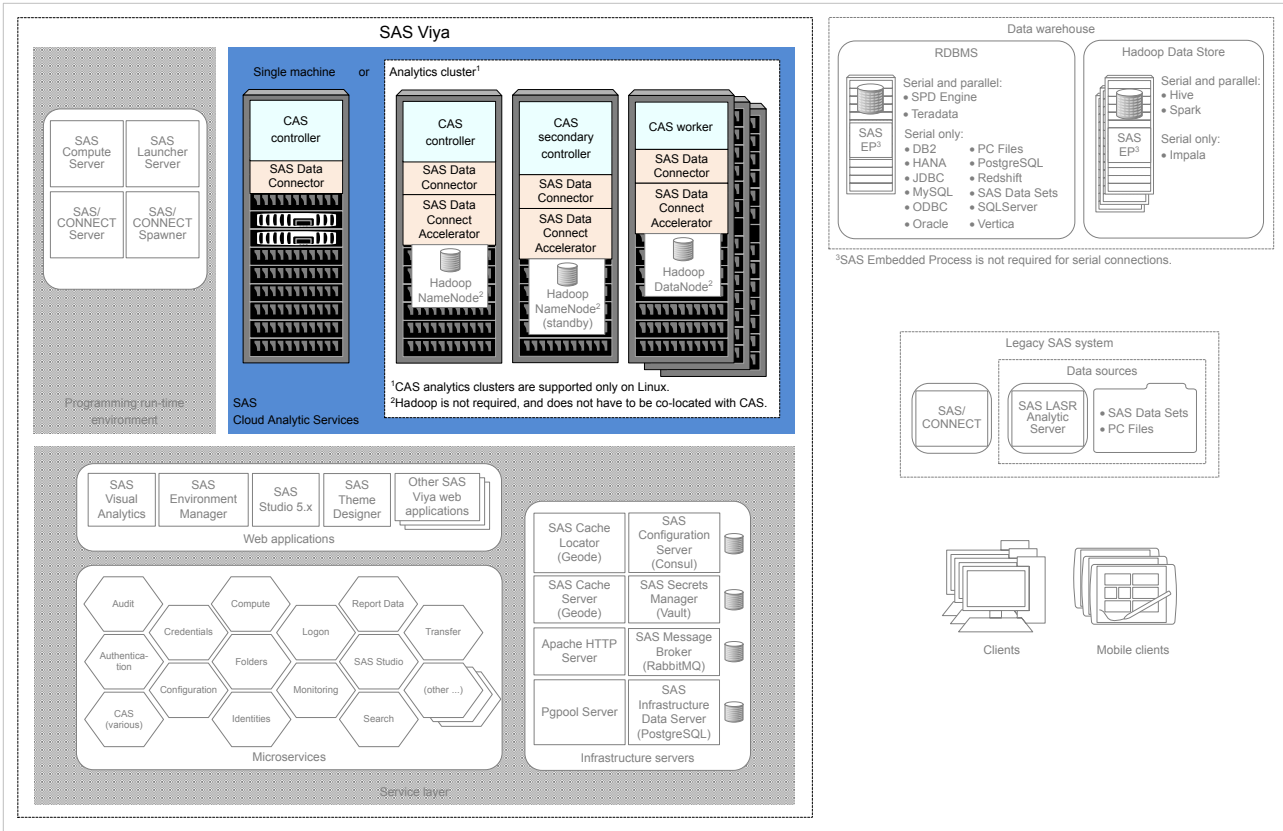 SAS Viya
Single machine or Analytics cluster¹
SAS
Compute
Server
SAS
Launcher
Server
SAS/
CONNECT
Server
SAS/
CONNECT
Spawner
Programming run-time
environment
CAS
controller
SAS Data
Connector
CAS
controller
SAS Data
Connector
SAS Data
Connect
Accelerator
Hadoop
NameNode²
CAS
secondary
controller
SAS Data
Connector
SAS Data
Connect
Accelerator
Hadoop
NameNode²
(standby)
CAS worker
SAS Data
Connector
SAS Data
Connect
Accelerator
Hadoop
DataNode²
¹CAS analytics clusters are supported only on Linux.
²Hadoop is not required, and does not have to be co-located with CAS.
SAS
Cloud Analytic Services
SAS
Visual
Analytics
SAS
Environment
Manager
SAS
Studio 5.x
SAS
Theme
Designer
Other SAS
Viya web
applications
Web applications
Audit
Compute
Report Data
Credentials
Logon
Transfer
Authentica-
tion
Folders
SAS Studio
Configuration
Monitoring
(other ...)
CAS
(various)
Identities
Search
Microservices
SAS Cache
Locator
(Geode)
SAS
Configuration
Server
(Consul)
SAS Cache
Server
(Geode)
SAS Secrets
Manager
(Vault)
Apache HTTP
Server
SAS Message
Broker
(RabbitMQ)
Pgpool Server
SAS
Infrastructure
Data Server
(PostgreSQL)
Infrastructure servers
Service layer
Data warehouse
RDBMS
SAS
EP³
Serial and parallel:
• SPD Engine
• Teradata
Serial only:
• DB2
• HANA
• JDBC
• MySQL
• ODBC
• Oracle
• PC Files
• PostgreSQL
• Redshift
• SAS Data Sets
• SQLServer
• Vertica
Hadoop Data Store
SAS
EP³
Serial and parallel:
• Hive
• Spark
Serial only:
• Impala
³SAS Embedded Process is not required for serial connections.
Legacy SAS system
SAS/
CONNECT
Data sources
SAS LASR
Analytic
Server
• SAS Data Sets
• PC Files
Clients
Mobile clients